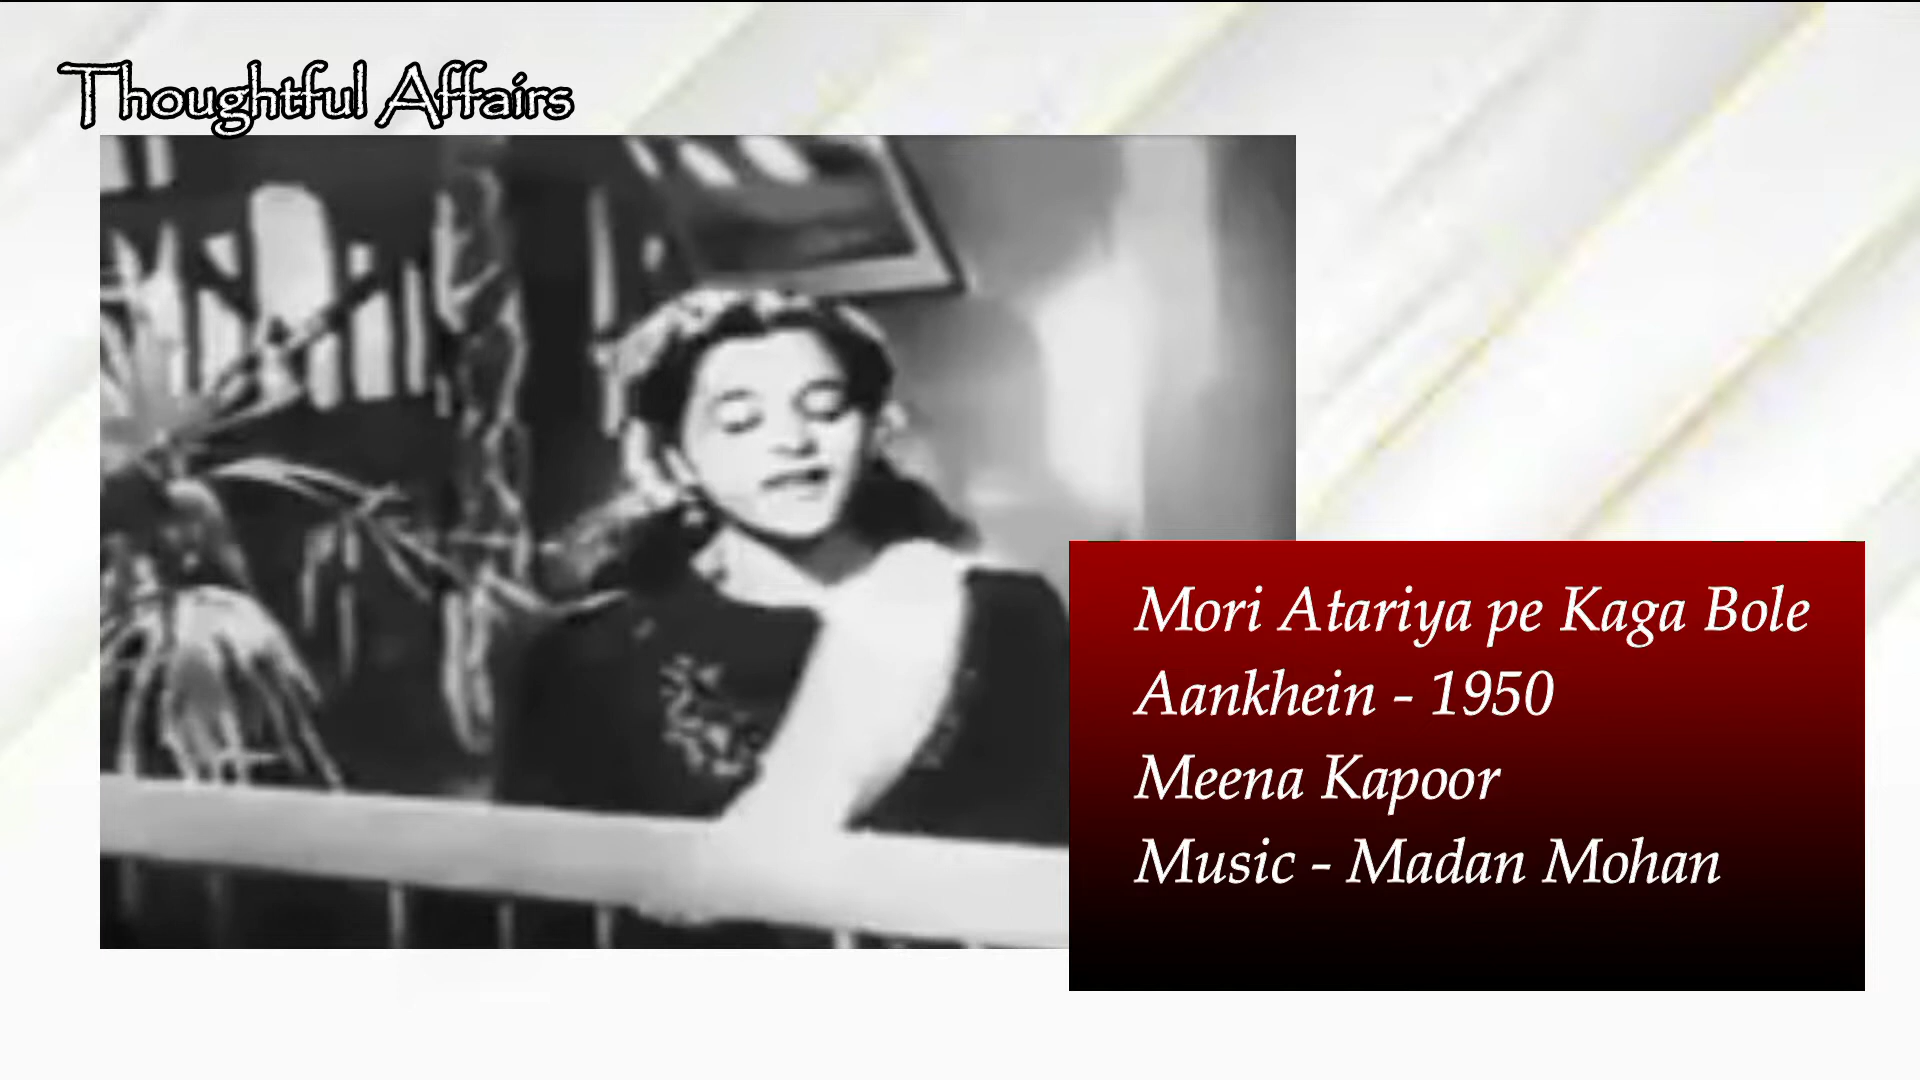 Thoughtful Affairs
Mori Atariya pe Kaga Bole
Aankhein - 1950
Meena Kapoor
Music - Madan Mohan